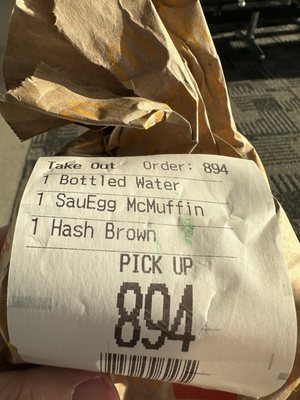 Take Out Order: 894
1 Bottled Water
1 SauEgg McMuffin
1 Hash Brown
PICK UP
894